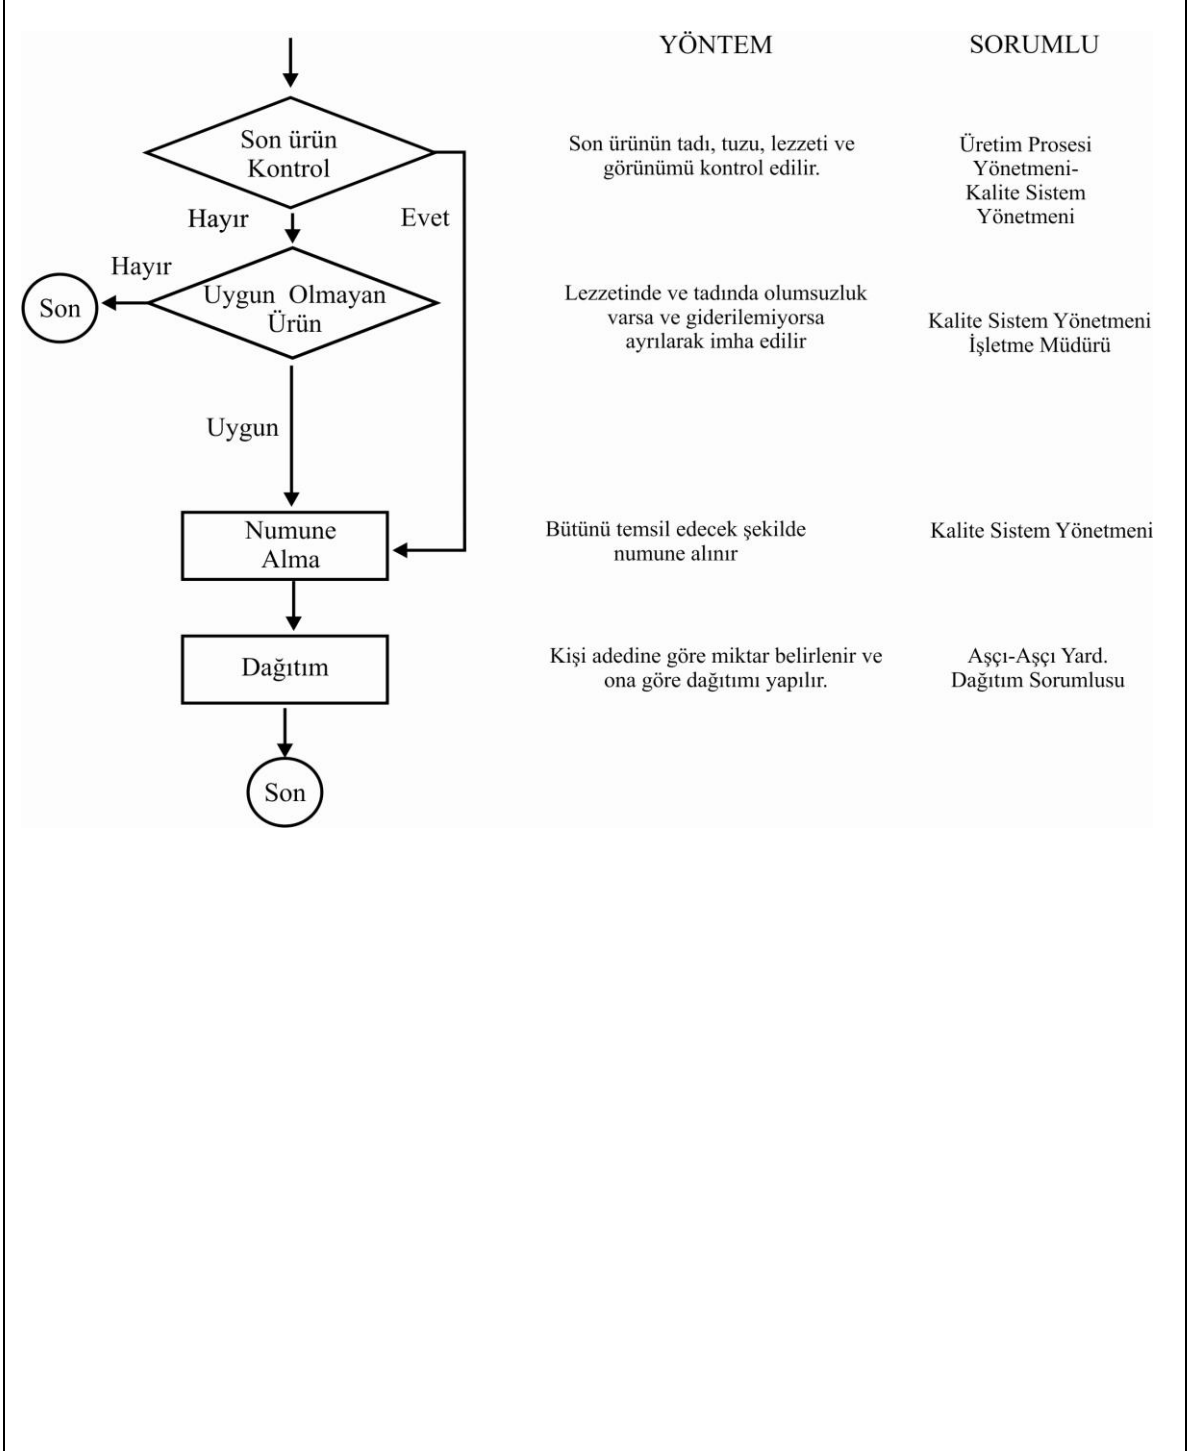 YÖNTEM
SORUMLU
Son ürün
Kontrol
Son ürünün tadı, tuzu, lezzeti ve
görünümü kontrol edilir.
Üretim Prosesi
Yönetmeni-
Kalite Sistem
Yönetmeni
Hayır
Evet
Hayır
Son
Uygun Olmayan
Ürün
Lezzetinde ve tadında olumsuzluk
varsa ve giderilemiyorsa
ayrılarak imha edilir
Kalite Sistem Yönetmeni
İşletme Müdürü
Uygun
Numune
Alma
Bütünü temsil edecek şekilde
numune alınır
Kalite Sistem Yönetmeni
Dağıtım
Kişi adedine göre miktar belirlenir ve
ona göre dağıtımı yapılır.
Aşçı-Aşçı Yard.
Dağıtım Sorumlusu
Son